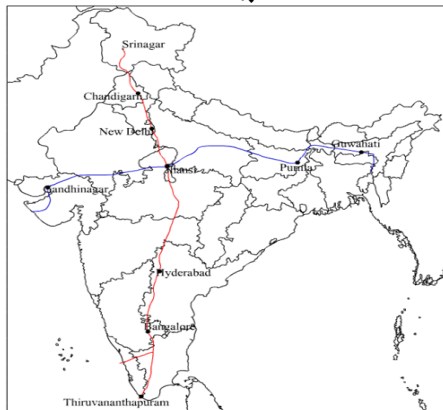 Srinagar
Chandigarh
New Delhi
Jhansi
Guwahati
Purnia
Gandhinagar
Hyderabad
Bangalore
Thiruvananthapuram